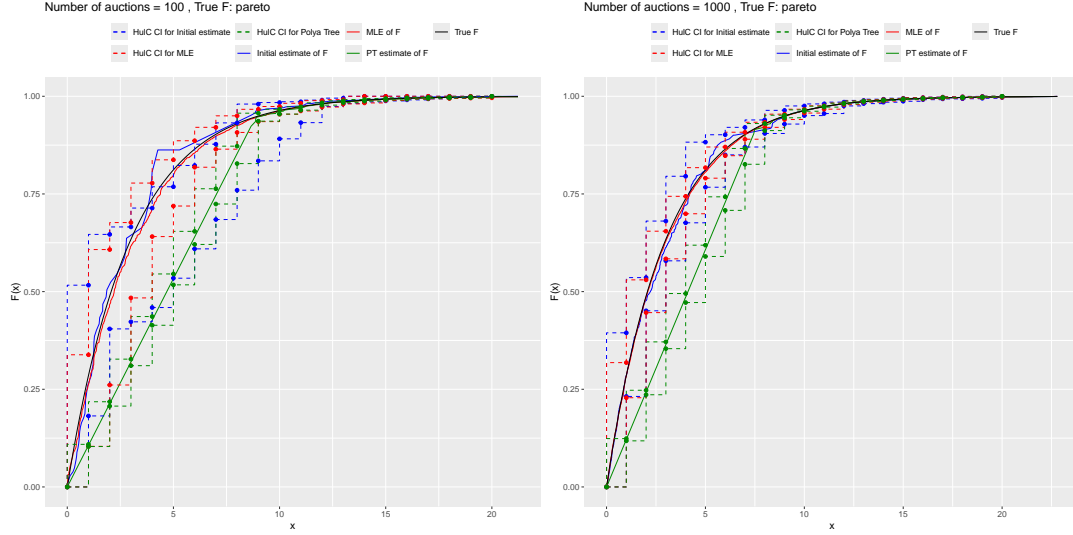 Number of auctions = 100 , True F: pareto
HulC CI for Initial estimate HulC CI for Polya Tree MLE of F True F
HulC CI for MLE Initial estimate of F PT estimate of F
1.00
0.75
0.50
0.25
0.00
F(x)
0 5 10 15 20
x
Number of auctions = 1000 , True F: pareto
HulC CI for Initial estimate HulC CI for Polya Tree MLE of F True F
HulC CI for MLE Initial estimate of F PT estimate of F
1.00
0.75
0.50
0.25
0.00
F(x)
0 5 10 15 20
x